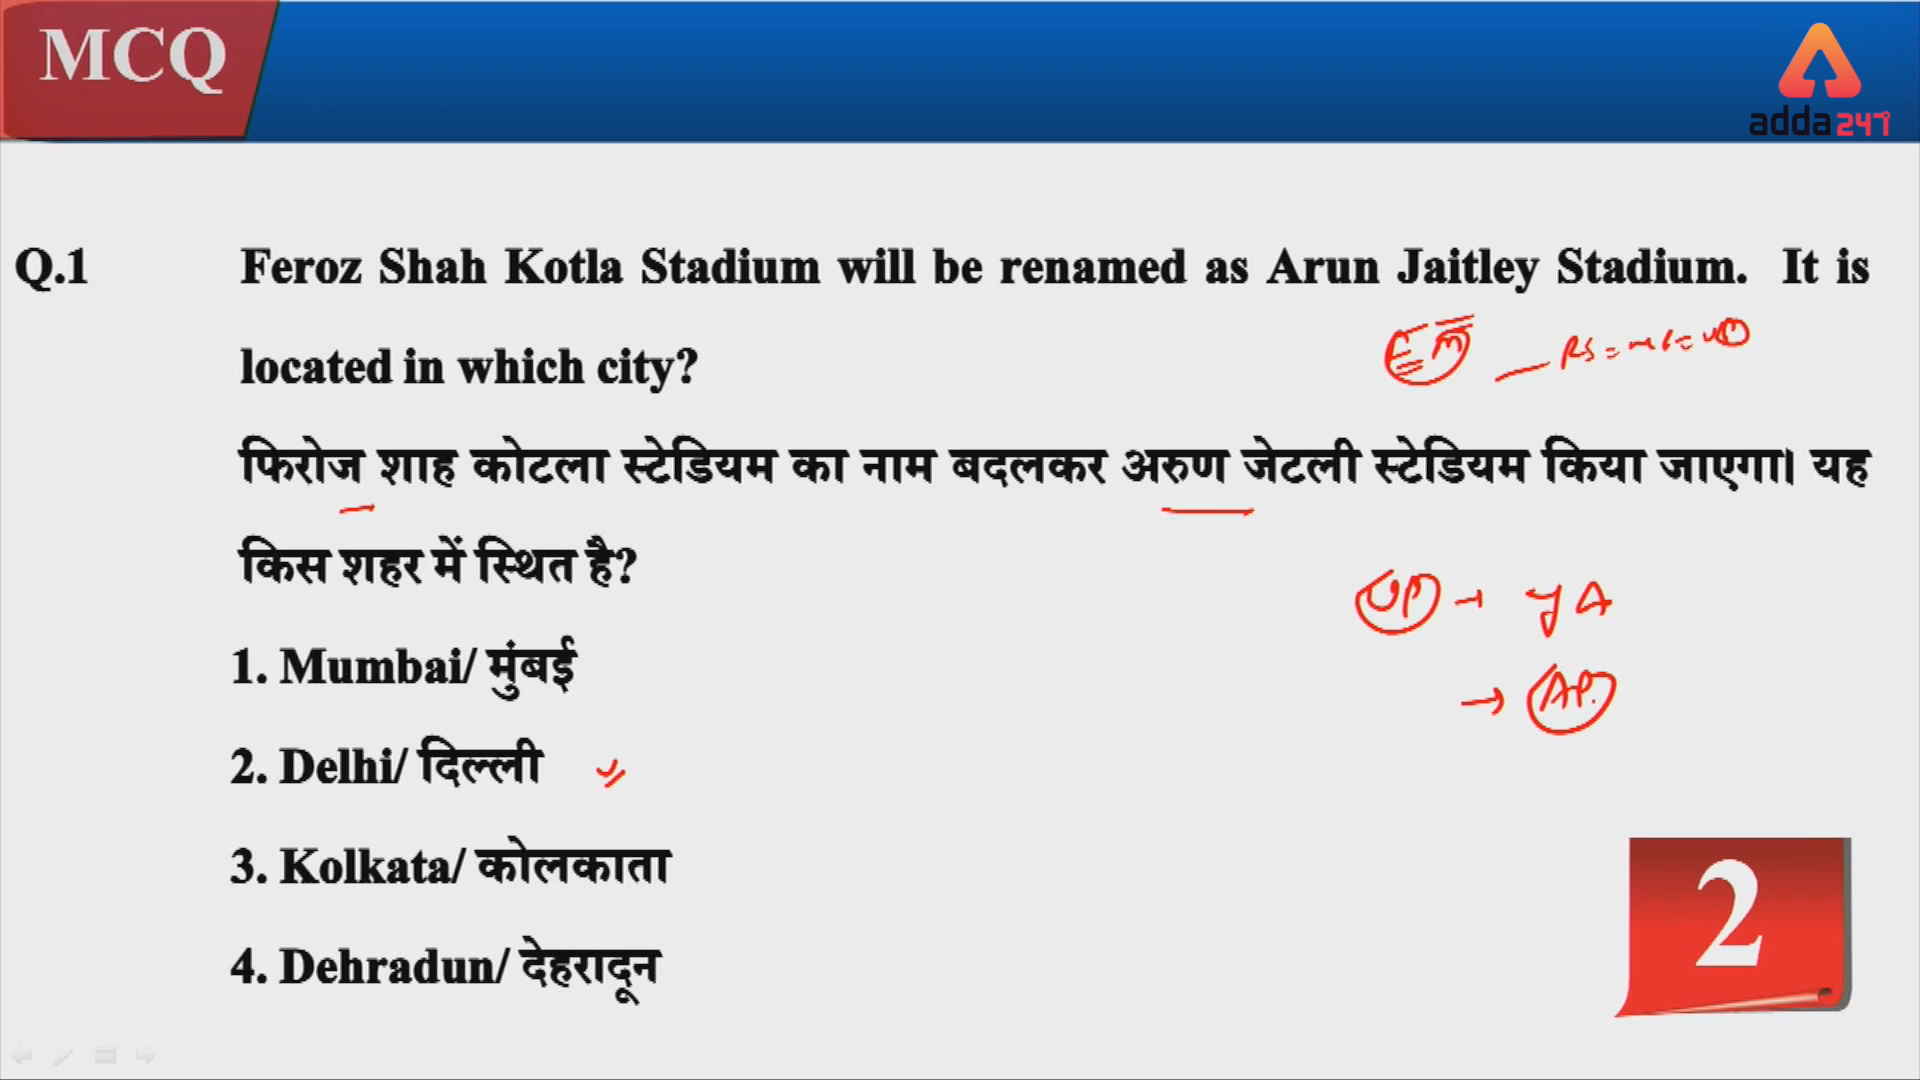 MCQ
adda247
Q.1 Feroz Shah Kotla Stadium will be renamed as Arun Jaitley Stadium. It is
located in which city?
फिरोज शाह कोटला स्टेडियम का नाम बदलकर अरुण जेटली स्टेडियम किया जाएगा। यह
किस शहर में स्थित है?
UP → y A
→ AP.
1. Mumbai/ मुंबई
2. Delhi/ दिल्ली
3. Kolkata/ कोलकाता
4. Dehradun/ देहरादून
2